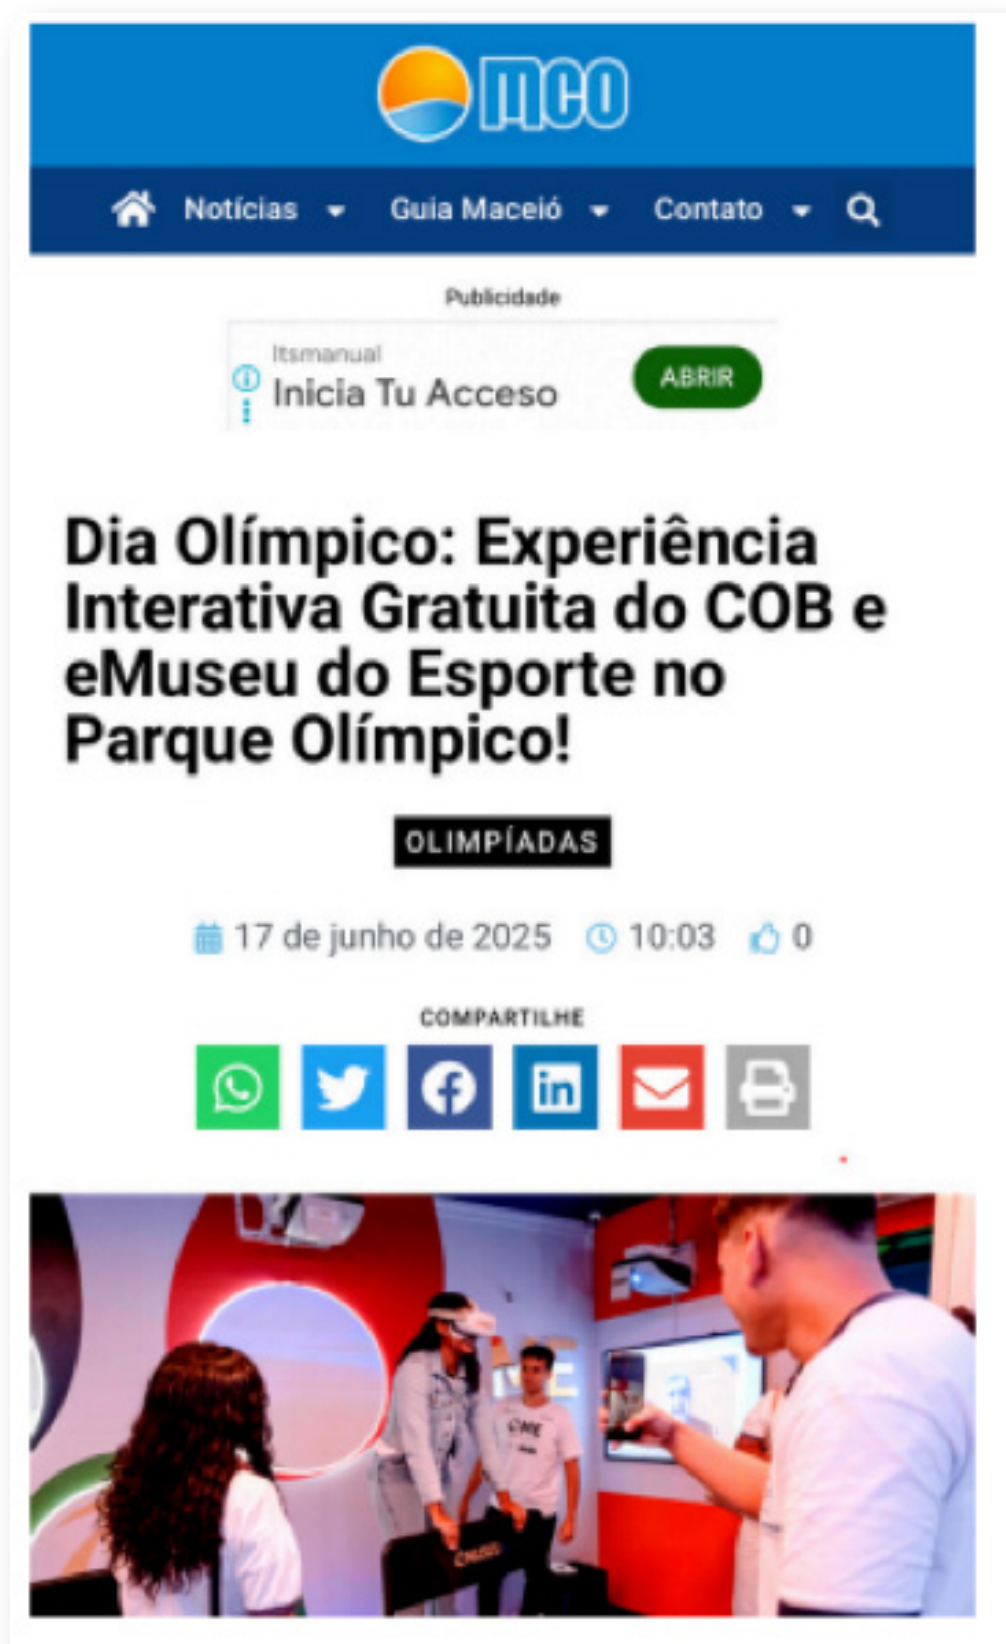 mco
Notícias
Guia Maceió
Contato
Publicidade
Itsmanual
Inicia Tu Acceso
ABRIR
Dia Olímpico: Experiência
Interativa Gratuita do COB e
eMuseu do Esporte no
Parque Olímpico!
OLIMPÍADAS
17 de junho de 2025
10:03
0
COMPARTILHE
in